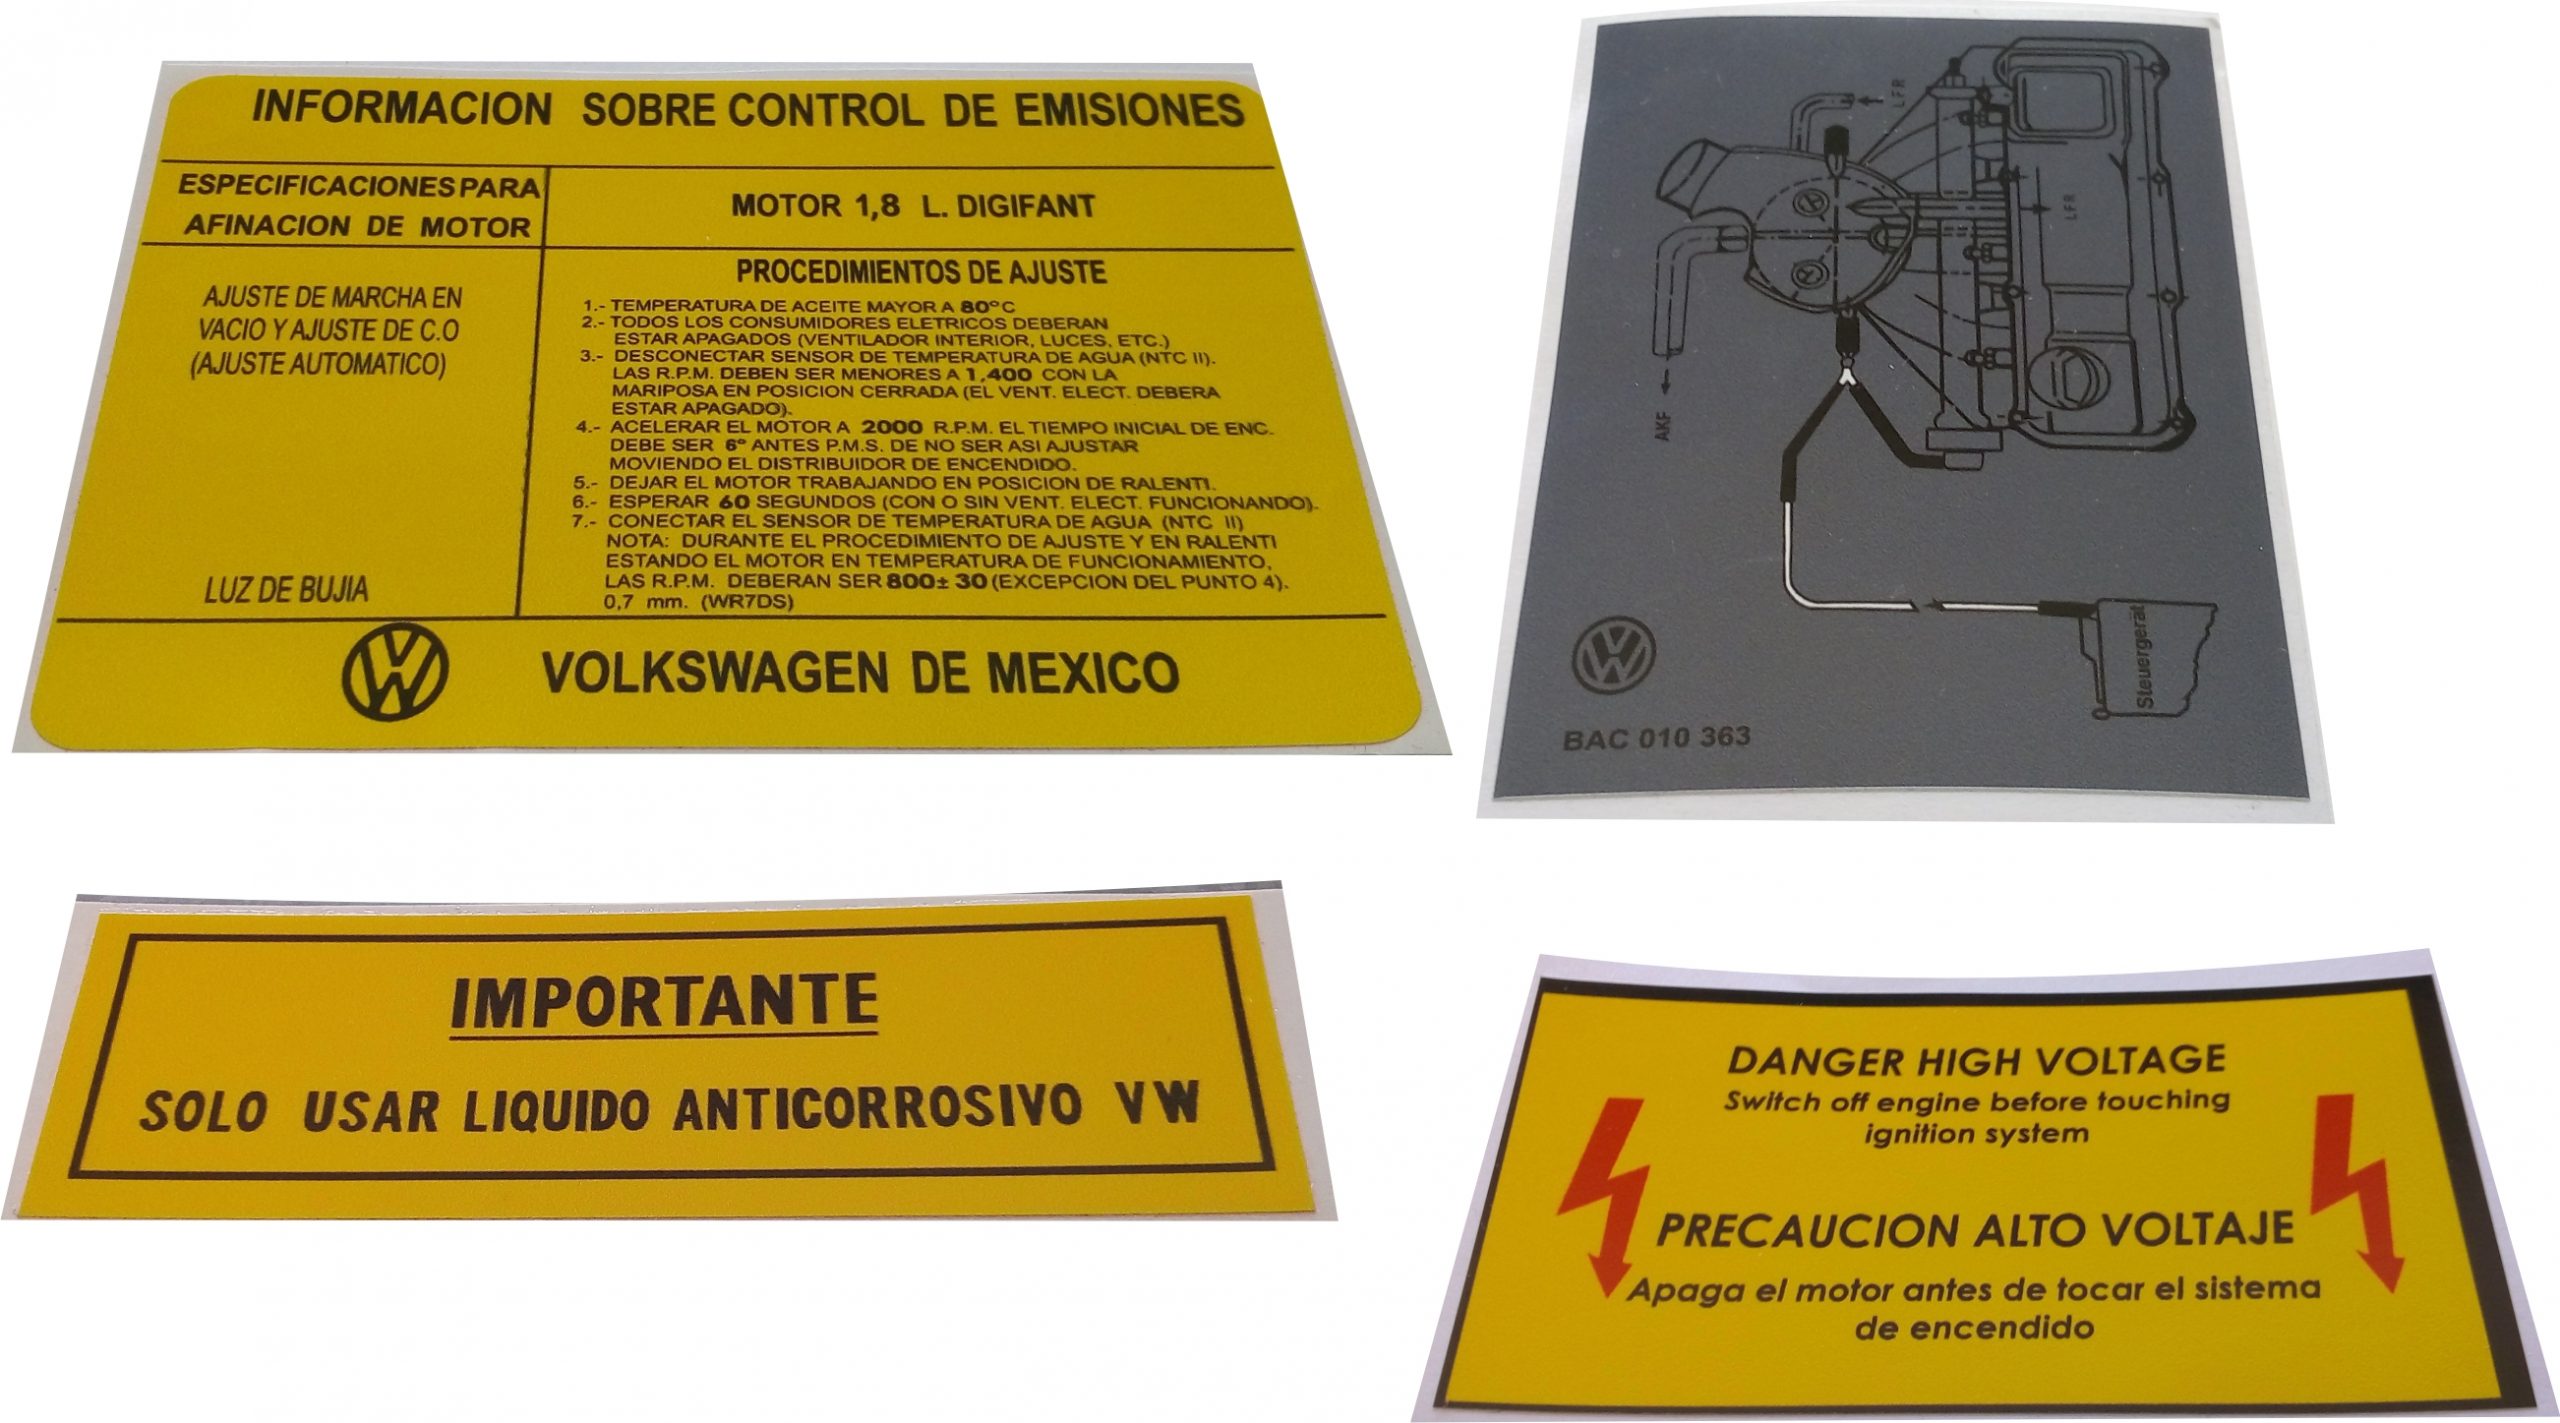 INFORMACION SOBRE CONTROL DE EMISIONES
ESPECIFICACIONES PARA
AFINACION DE MOTOR
MOTOR 1,8 L. DIGIFANT
AJUSTE DE MARCHA EN
VACIO Y AJUSTE DE C.O
(AJUSTE AUTOMATICO)
LUZ DE BUJIA
PROCEDIMIENTOS DE AJUSTE
1.- TEMPERATURA DE ACEITE MAYOR A 80°C
2.- TODOS LOS CONSUMIDORES ELETRICOS DEBERAN
ESTAR APAGADOS (VENTILADOR INTERIOR, LUCES, ETC.)
3.- DESCONECTAR SENSOR DE TEMPERATURA DE AGUA (NTC II).
LAS R.P.M. DEBEN SER MENORES A 1,400 CON LA
MARIPOSA EN POSICION CERRADA (EL VENT. ELECT. DEBERA
ESTAR APAGADO).
4.- ACELERAR EL MOTOR A 2000 R.P.M. EL TIEMPO INICIAL DE ENC.
DEBE SER 6° ANTES P.M.S. DE NO SER ASI AJUSTAR
MOVIENDO EL DISTRIBUIDOR DE ENCENDIDO.
5.- DEJAR EL MOTOR TRABAJANDO EN POSICION DE RALENTI.
6.- ESPERAR 60 SEGUNDOS (CON O SIN VENT. ELECT. FUNCIONANDO).
7.- CONECTAR EL SENSOR DE TEMPERATURA DE AGUA (NTC II)
NOTA: DURANTE EL PROCEDIMIENTO DE AJUSTE Y EN RALENTI
ESTANDO EL MOTOR EN TEMPERATURA DE FUNCIONAMIENTO,
LAS R.P.M. DEBERAN SER 800± 30 (EXCEPCION DEL PUNTO 4).
0,7 mm. (WR7DS)
VW VOLKSWAGEN DE MEXICO
LFR
LFR
AKF
Steuergerät
VW
BAC 010 363
IMPORTANTE
SOLO USAR LIQUIDO ANTICORROSIVO VW
DANGER HIGH VOLTAGE
Switch off engine before touching
ignition system
PRECAUCION ALTO VOLTAJE
Apaga el motor antes de tocar el sistema
de encendido